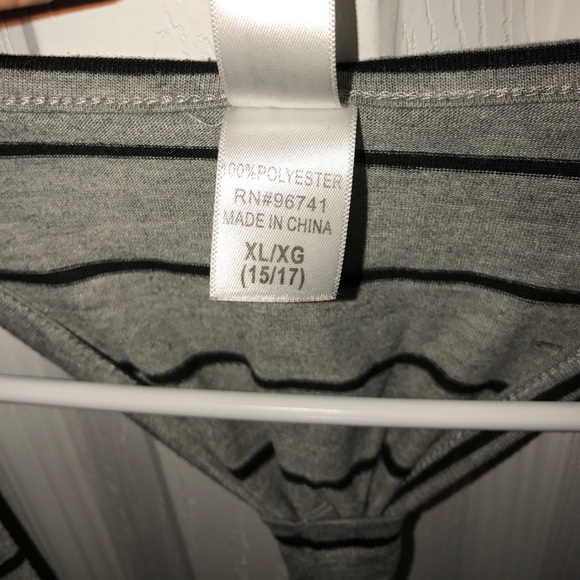 100%POLYESTER
RN#96741
MADE IN CHINA
XL/XG
(15/17)